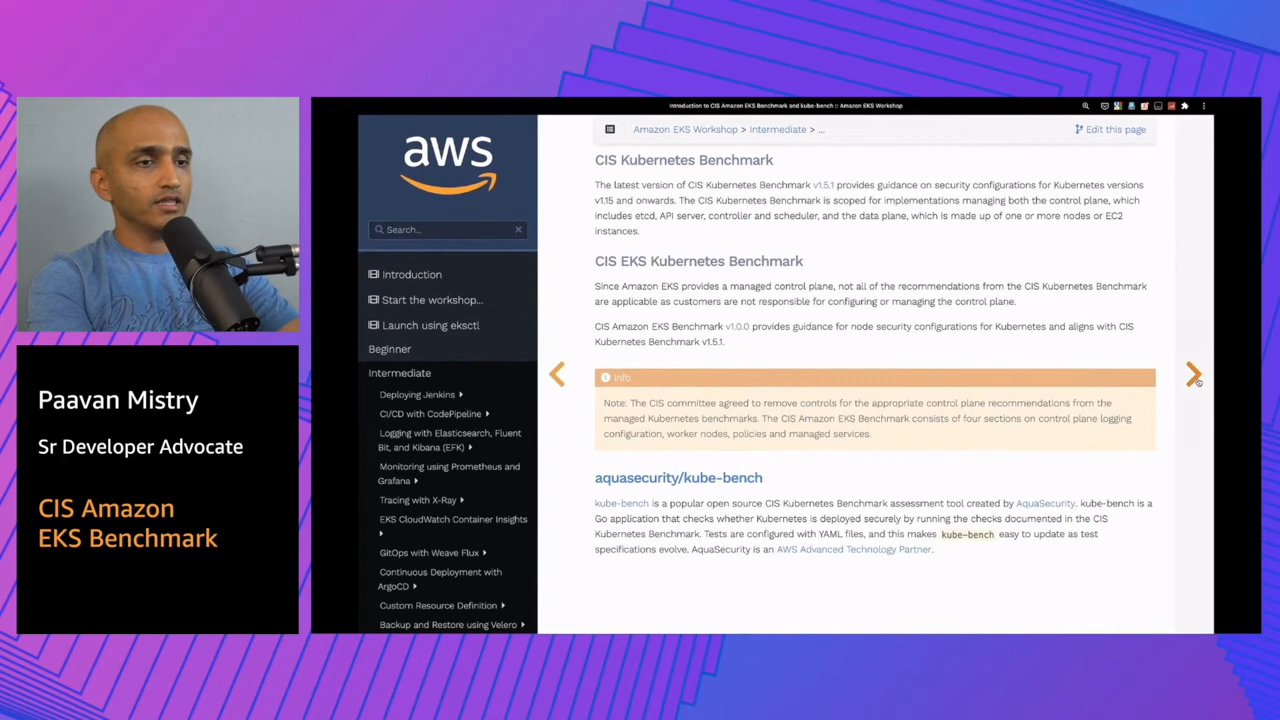 Introduction to CIS Amazon EKS Benchmark and kube-bench :: Amazon EKS Workshop
aws
Search...
Introduction
Start the workshop...
Launch using eksctl
Beginner
Intermediate
Deploying Jenkins
CI/CD with CodePipeline
Logging with Elasticsearch, Fluent
Bit, and Kibana (EFK)
Monitoring using Prometheus and
Grafana
Tracing with X-Ray
EKS CloudWatch Container Insights
GitOps with Weave Flux
Continuous Deployment with
ArgoCD
Custom Resource Definition
Backup and Restore using Velero
Amazon EKS Workshop > Intermediate > ...
Edit this page
CIS Kubernetes Benchmark
The latest version of CIS Kubernetes Benchmark v1.5.1 provides guidance on security configurations for Kubernetes versions
v1.15 and onwards. The CIS Kubernetes Benchmark is scoped for implementations managing both the control plane, which
includes etcd, API server, controller and scheduler, and the data plane, which is made up of one or more nodes or EC2
instances.
CIS EKS Kubernetes Benchmark
Since Amazon EKS provides a managed control plane, not all of the recommendations from the CIS Kubernetes Benchmark
are applicable as customers are not responsible for configuring or managing the control plane.
CIS Amazon EKS Benchmark v1.0.0 provides guidance for node security configurations for Kubernetes and aligns with CIS
Kubernetes Benchmark v1.5.1.
Info
Note: The CIS committee agreed to remove controls for the appropriate control plane recommendations from the
managed Kubernetes benchmarks. The CIS Amazon EKS Benchmark consists of four sections on control plane logging
configuration, worker nodes, policies and managed services.
aquasecurity/kube-bench
kube-bench is a popular open source CIS Kubernetes Benchmark assessment tool created by AquaSecurity. kube-bench is a
Go application that checks whether Kubernetes is deployed securely by running the checks documented in the CIS
Kubernetes Benchmark. Tests are configured with YAML files, and this makes kube-bench easy to update as test
specifications evolve. AquaSecurity is an AWS Advanced Technology Partner.
Paavan Mistry
Sr Developer Advocate
CIS Amazon
EKS Benchmark